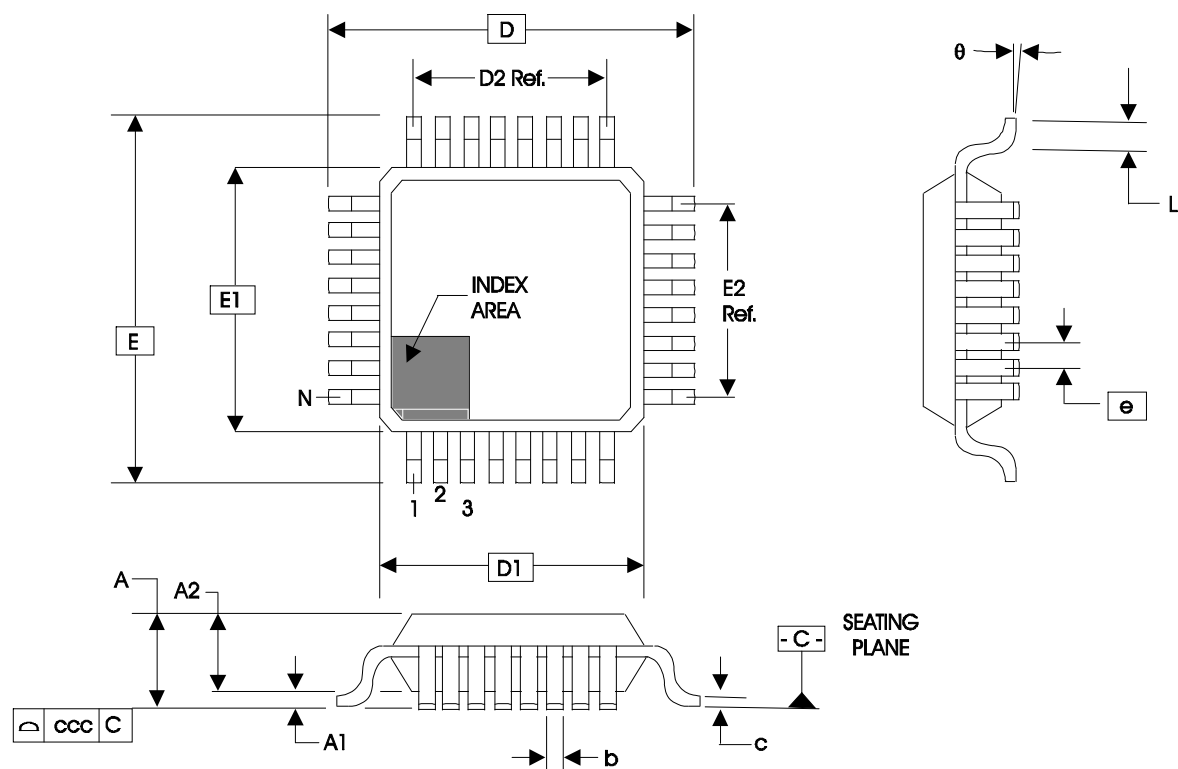 D
D2 Ref.
θ
L
INDEX
AREA
E1
E2
Ref.
E
N
e
1
2
3
D1
A
A2
- C -
SEATING
PLANE
ccc C
A1
b
c